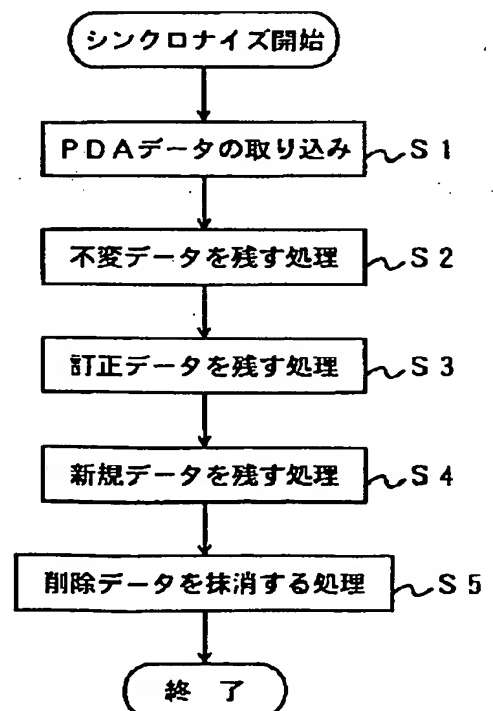 シンクロナイズ開始
PDAデータの取り込み S1
不変データを残す処理 S2
訂正データを残す処理 S3
新規データを残す処理 S4
削除データを抹消する処理 S5
終 了